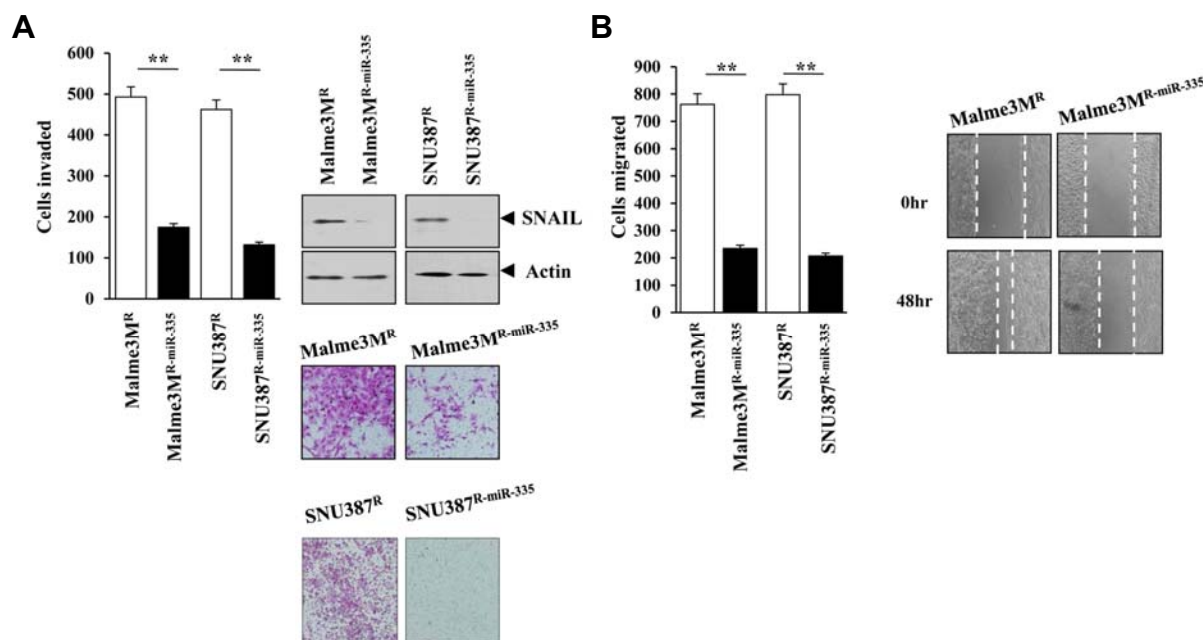 A
600
500
400
300
200
100
0
Cells invaded
**
**
Malme3Mᴿ
Malme3Mᴿ⁻ᵐⁱᴿ⁻³³⁵
SNU387ᴿ
SNU387ᴿ⁻ᵐⁱᴿ⁻³³⁵
Malme3Mᴿ
Malme3Mᴿ⁻ᵐⁱᴿ⁻³³⁵
SNU387ᴿ
SNU387ᴿ⁻ᵐⁱᴿ⁻³³⁵
SNAIL
Actin
Malme3Mᴿ
Malme3Mᴿ⁻ᵐⁱᴿ⁻³³⁵
SNU387ᴿ
SNU387ᴿ⁻ᵐⁱᴿ⁻³³⁵
B
900
800
700
600
500
400
300
200
100
0
Cells migrated
**
**
Malme3Mᴿ
Malme3Mᴿ⁻ᵐⁱᴿ⁻³³⁵
SNU387ᴿ
SNU387ᴿ⁻ᵐⁱᴿ⁻³³⁵
Malme3Mᴿ
Malme3Mᴿ⁻ᵐⁱᴿ⁻³³⁵
0hr
48hr